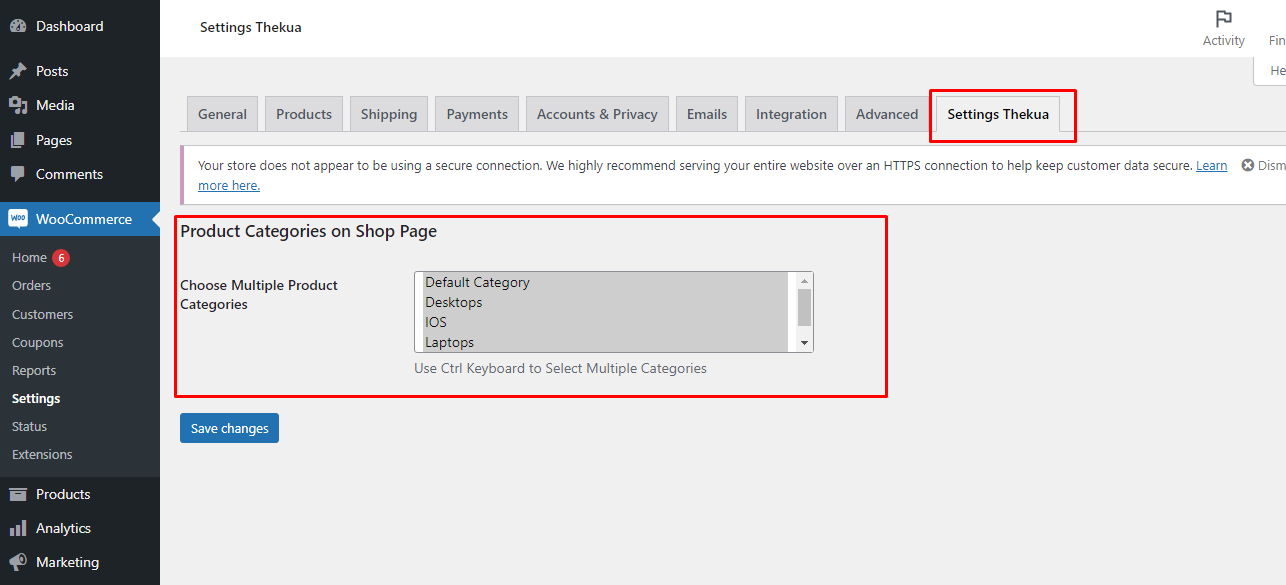 Dashboard
Posts
Media
Pages
Comments
WOO WooCommerce
Home 6
Orders
Customers
Coupons
Reports
Settings
Status
Extensions
Products
Analytics
Marketing
Settings Thekua
Activity
Fin
He
General Products Shipping Payments Accounts & Privacy Emails Integration Advanced Settings Thekua
Your store does not appear to be using a secure connection. We highly recommend serving your entire website over an HTTPS connection to help keep customer data secure. Learn
more here.
Dism
Product Categories on Shop Page
Choose Multiple Product
Categories
Default Category
Desktops
IOS
Laptops
Use Ctrl Keyboard to Select Multiple Categories
Save changes